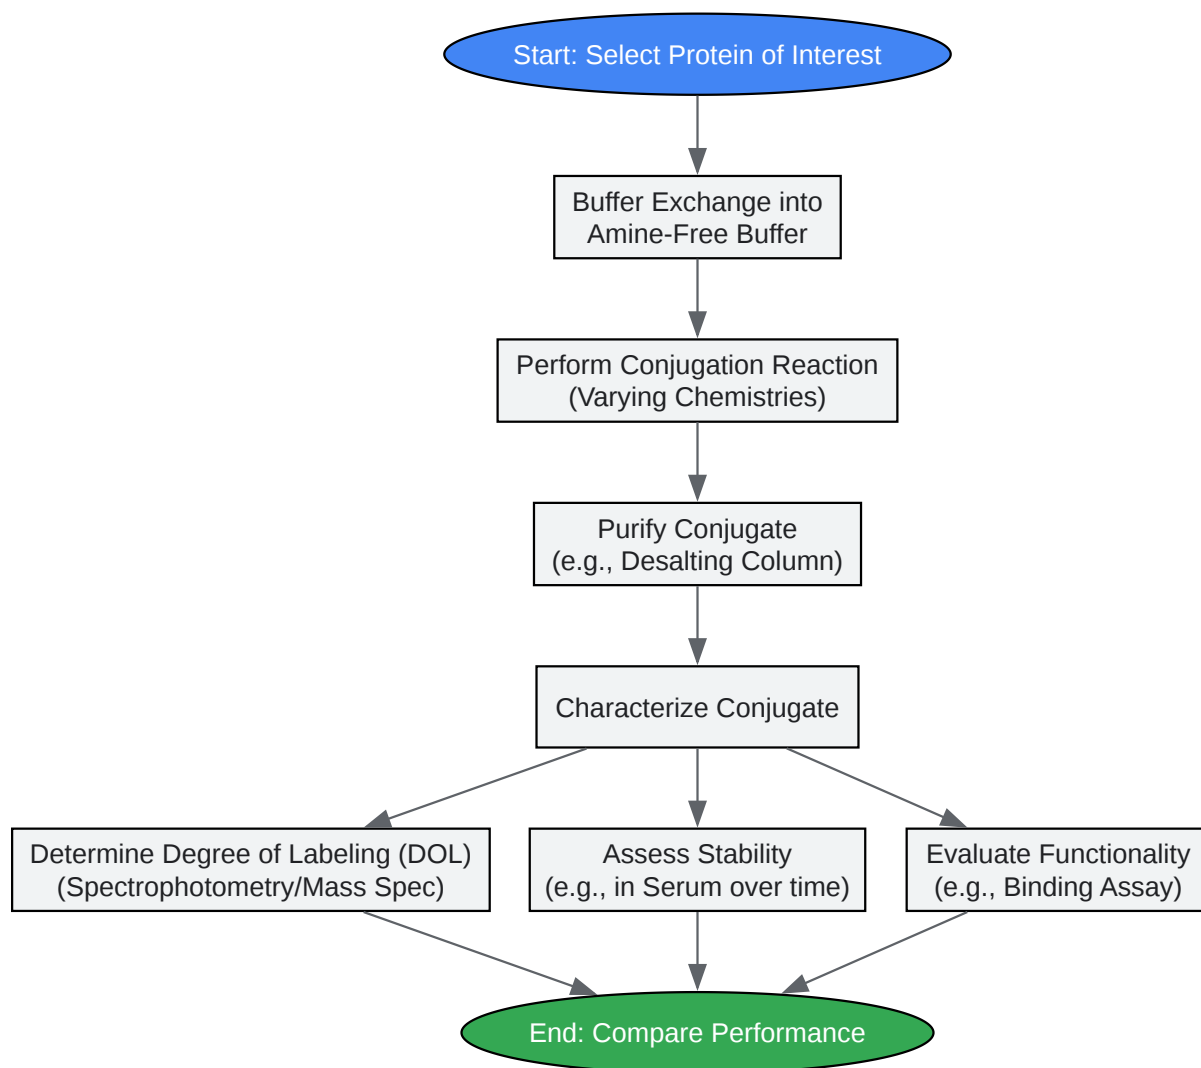 Start: Select Protein of Interest
Buffer Exchange into
Amine-Free Buffer
Perform Conjugation Reaction
(Varying Chemistries)
Purify Conjugate
(e.g., Desalting Column)
Characterize Conjugate
Determine Degree of Labeling (DOL)
(Spectrophotometry/Mass Spec)
Assess Stability
(e.g., in Serum over time)
Evaluate Functionality
(e.g., Binding Assay)
End: Compare Performance